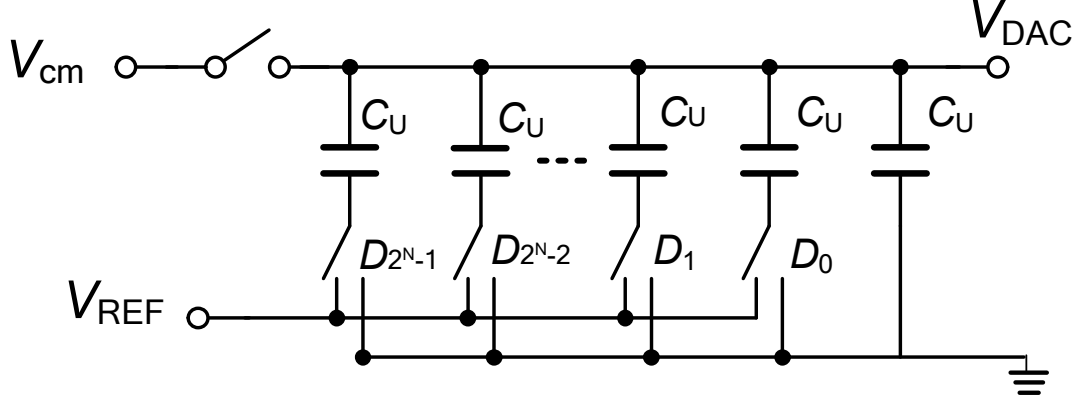 V_DAC
V_cm
C_U C_U C_U C_U C_U
D_2^N-1 D_2^N-2 D_1 D_0
V_REF